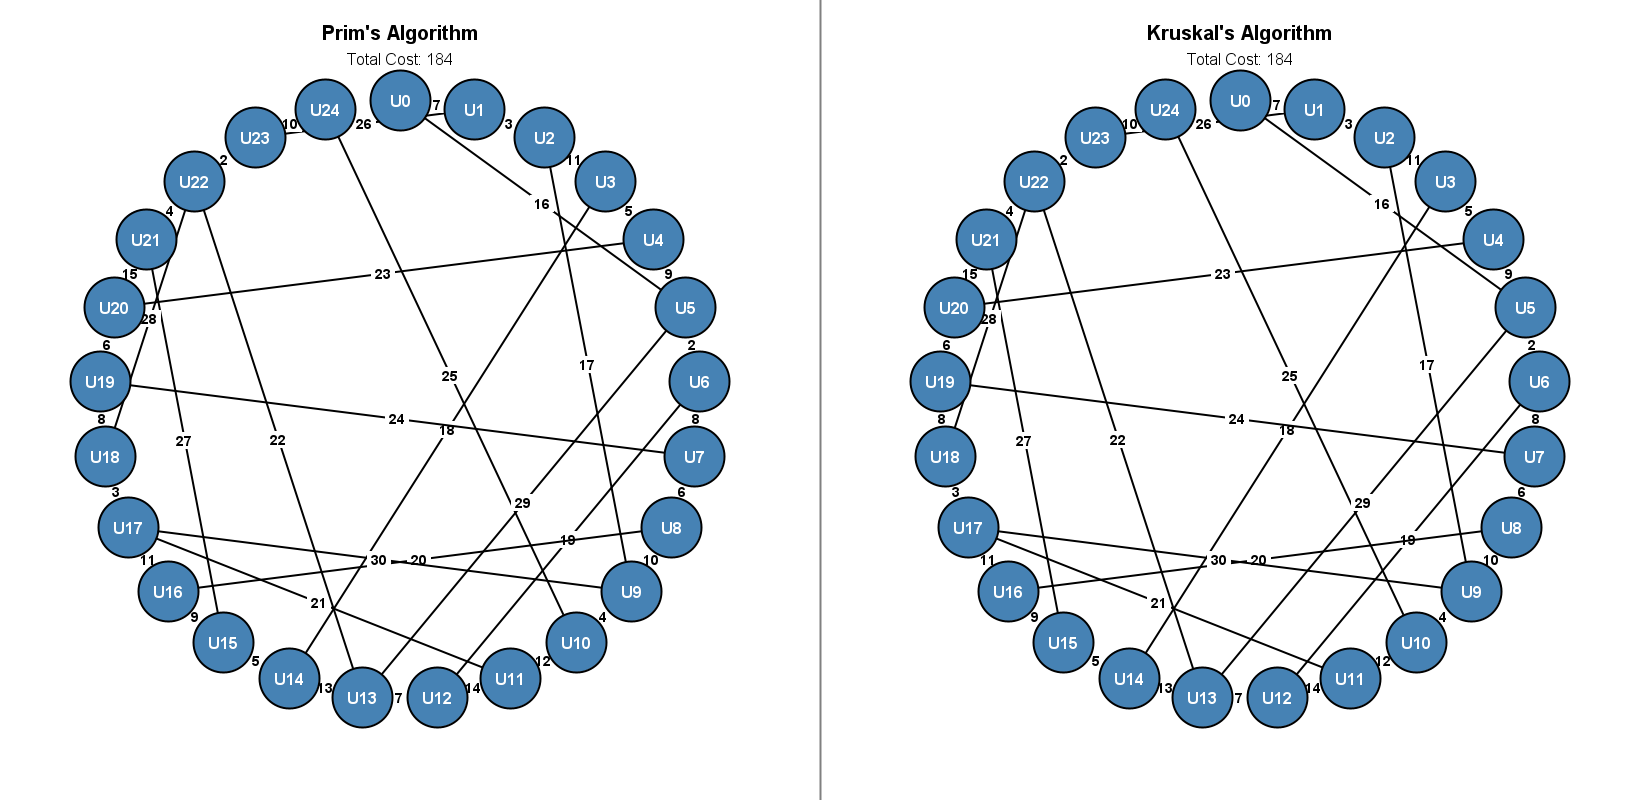 Prim's Algorithm
Total Cost: 184
U24
U0
7
U1
10
26
3
U23
U2
2
11
U22
U3
16
4
5
U21
U4
15
23
9
U20
28
U5
6
2
17
U19
25
U6
8
24
18
8
27
22
U18
U7
3
29
6
U17
19
U8
11
30
20
10
U16
21
U9
9
4
U15
U10
5
12
U14
13
U13
7
U12
14
U11
Kruskal's Algorithm
Total Cost: 184
U24
U0
7
U1
10
26
3
U23
U2
2
11
U22
U3
16
4
5
U21
U4
15
23
9
U20
28
U5
6
2
17
U19
25
U6
8
24
18
8
27
22
U18
U7
3
29
6
U17
19
U8
11
30
20
10
U16
21
U9
9
4
U15
U10
5
12
U14
13
U13
7
U12
14
U11